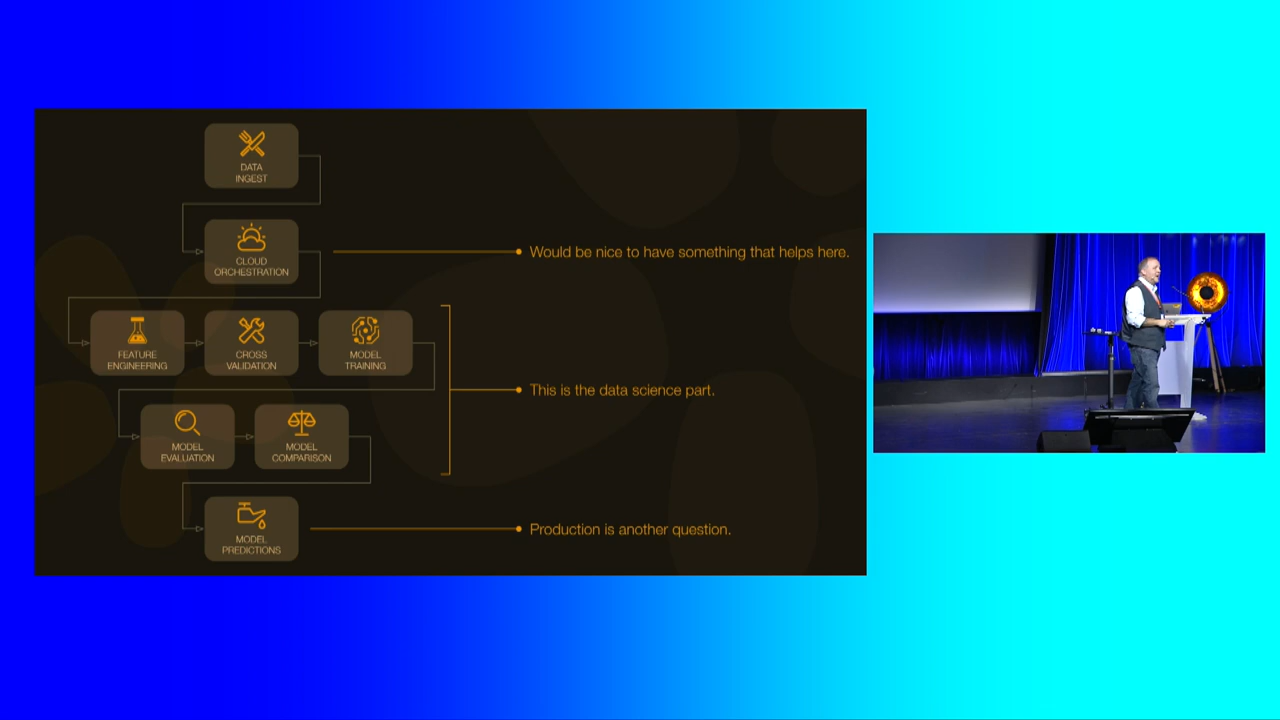 DATA
INGEST
CLOUD
ORCHESTRATION
Would be nice to have something that helps here.
FEATURE
ENGINEERING
CROSS
VALIDATION
MODEL
TRAINING
This is the data science part.
MODEL
EVALUATION
MODEL
COMPARISON
MODEL
PREDICTIONS
Production is another question.